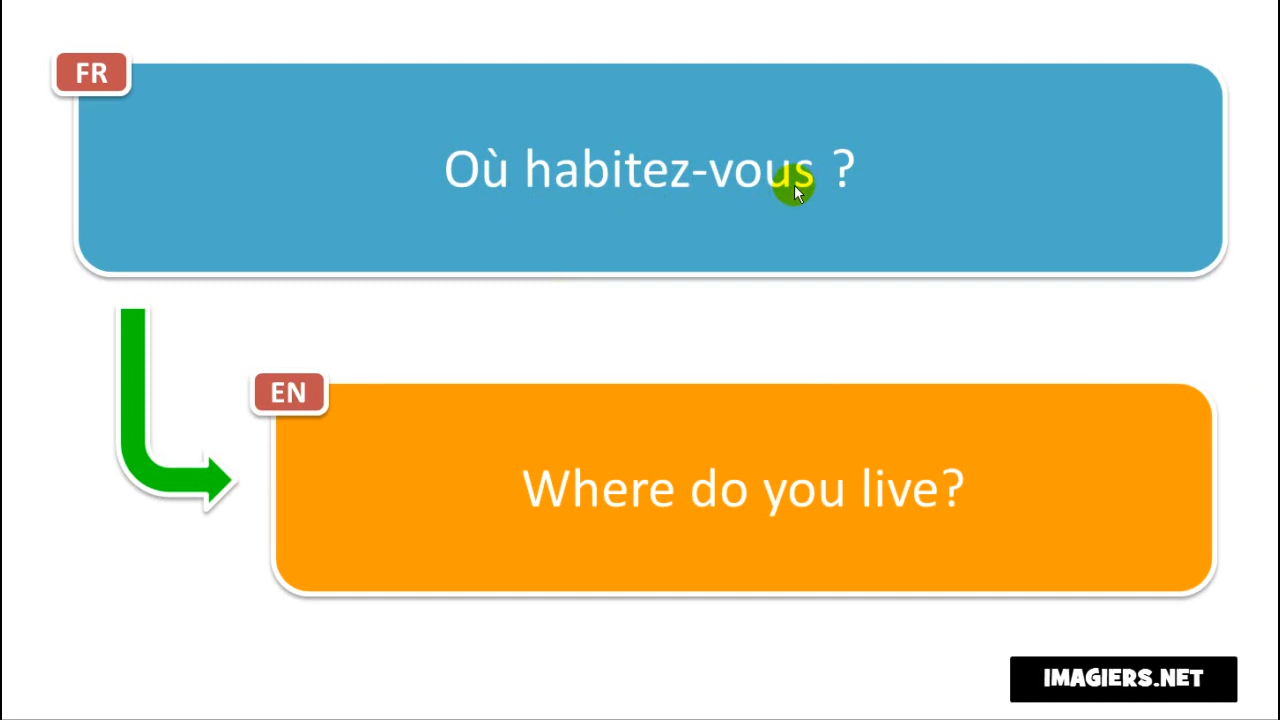 FR
Où habitez-vous ?
EN
Where do you live?
IMAGIERS.NET